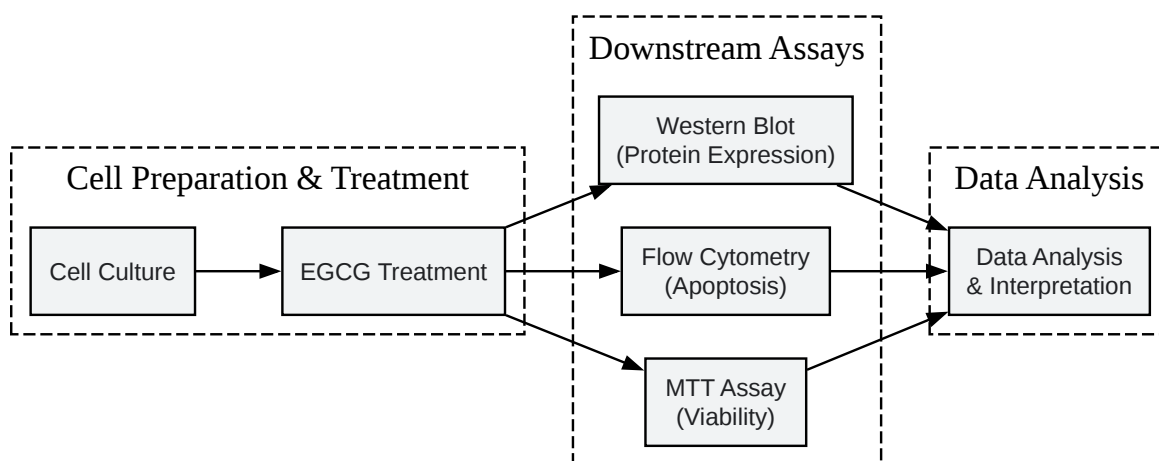 Downstream Assays
Western Blot
(Protein Expression)
Cell Preparation & Treatment
Data Analysis
Cell Culture
EGCG Treatment
Flow Cytometry
(Apoptosis)
Data Analysis
& Interpretation
MTT Assay
(Viability)